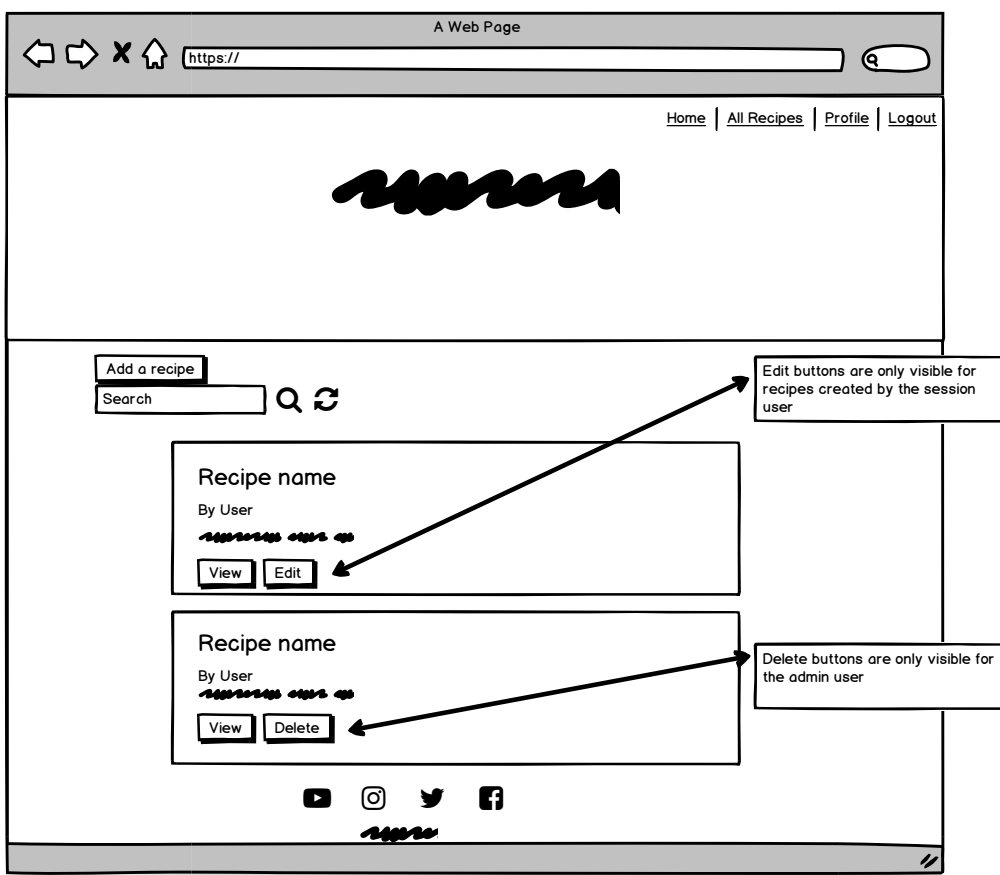 A Web Page
https://
Home All Recipes Profile Logout
Add a recipe
Search
Edit buttons are only visible for
recipes created by the session
user
Recipe name
By User
View Edit
Recipe name
By User
View Delete
Delete buttons are only visible for
the admin user